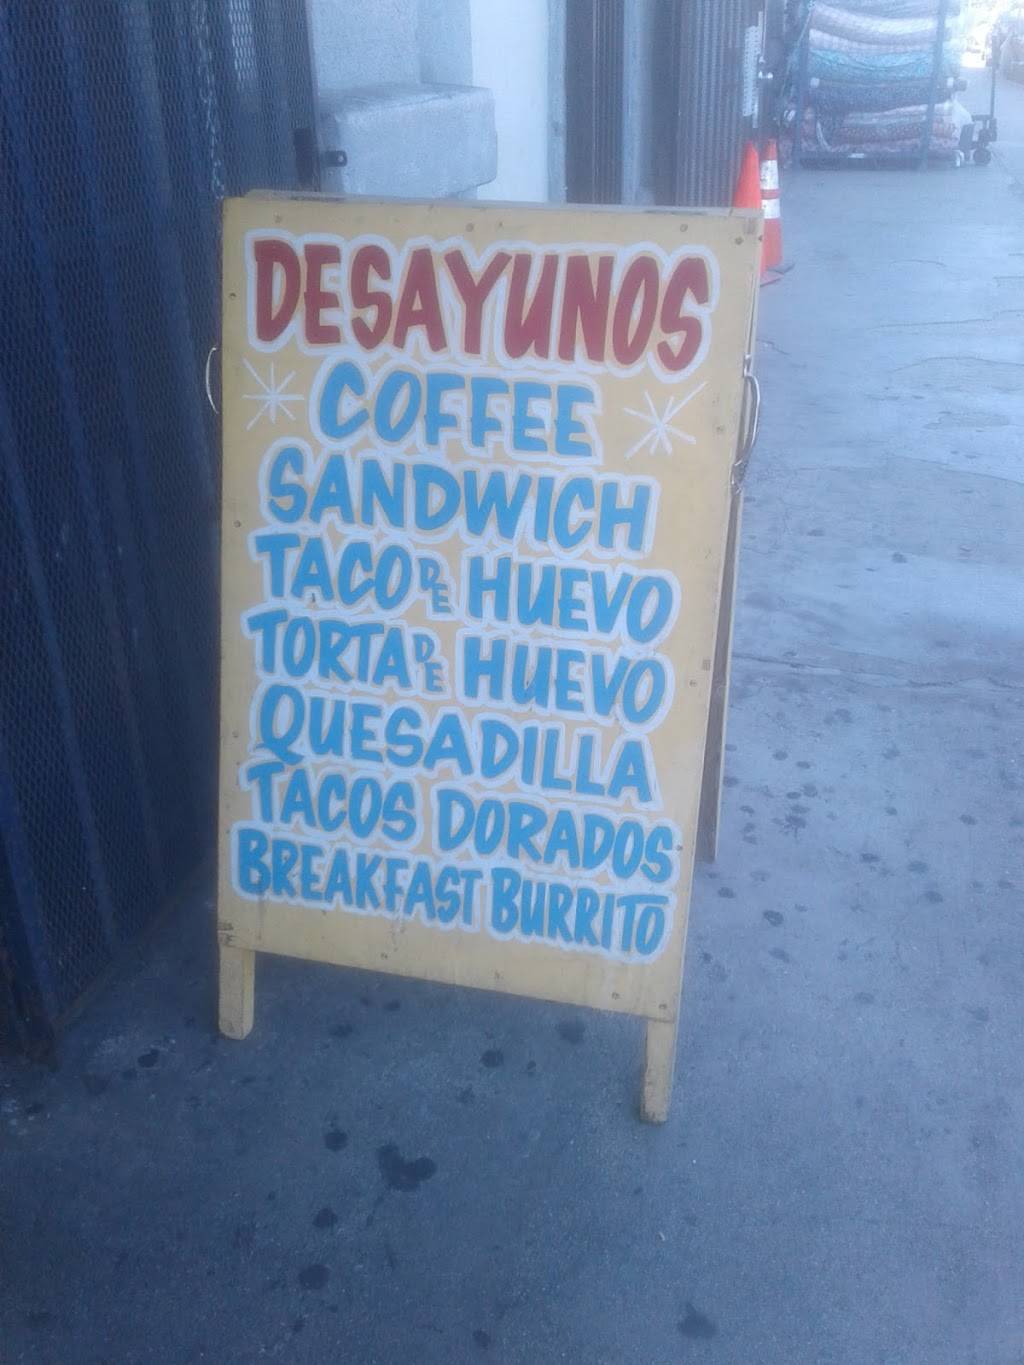 DESAYUNOS
COFFEE
SANDWICH
TACO DE HUEVO
TORTA DE HUEVO
QUESADILLA
TACOS DORADOS
BREAKFAST BURRITO